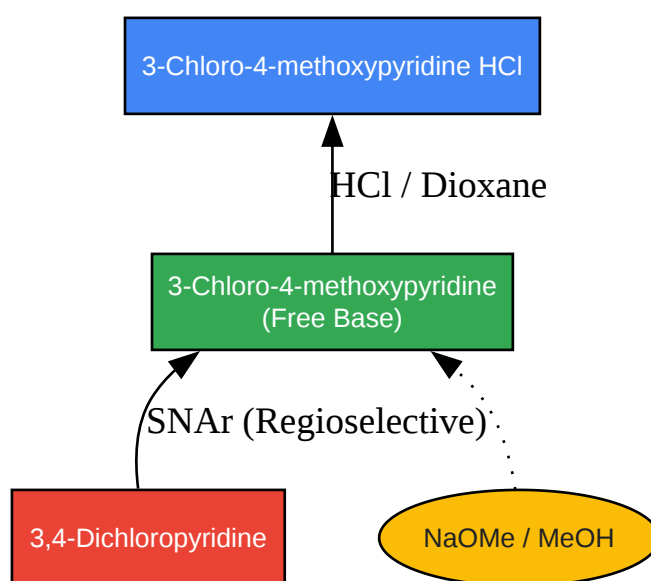 3-Chloro-4-methoxypyridine HCl
HCl / Dioxane
3-Chloro-4-methoxypyridine
(Free Base)
SNAr (Regioselective)
3,4-Dichloropyridine
NaOMe / MeOH